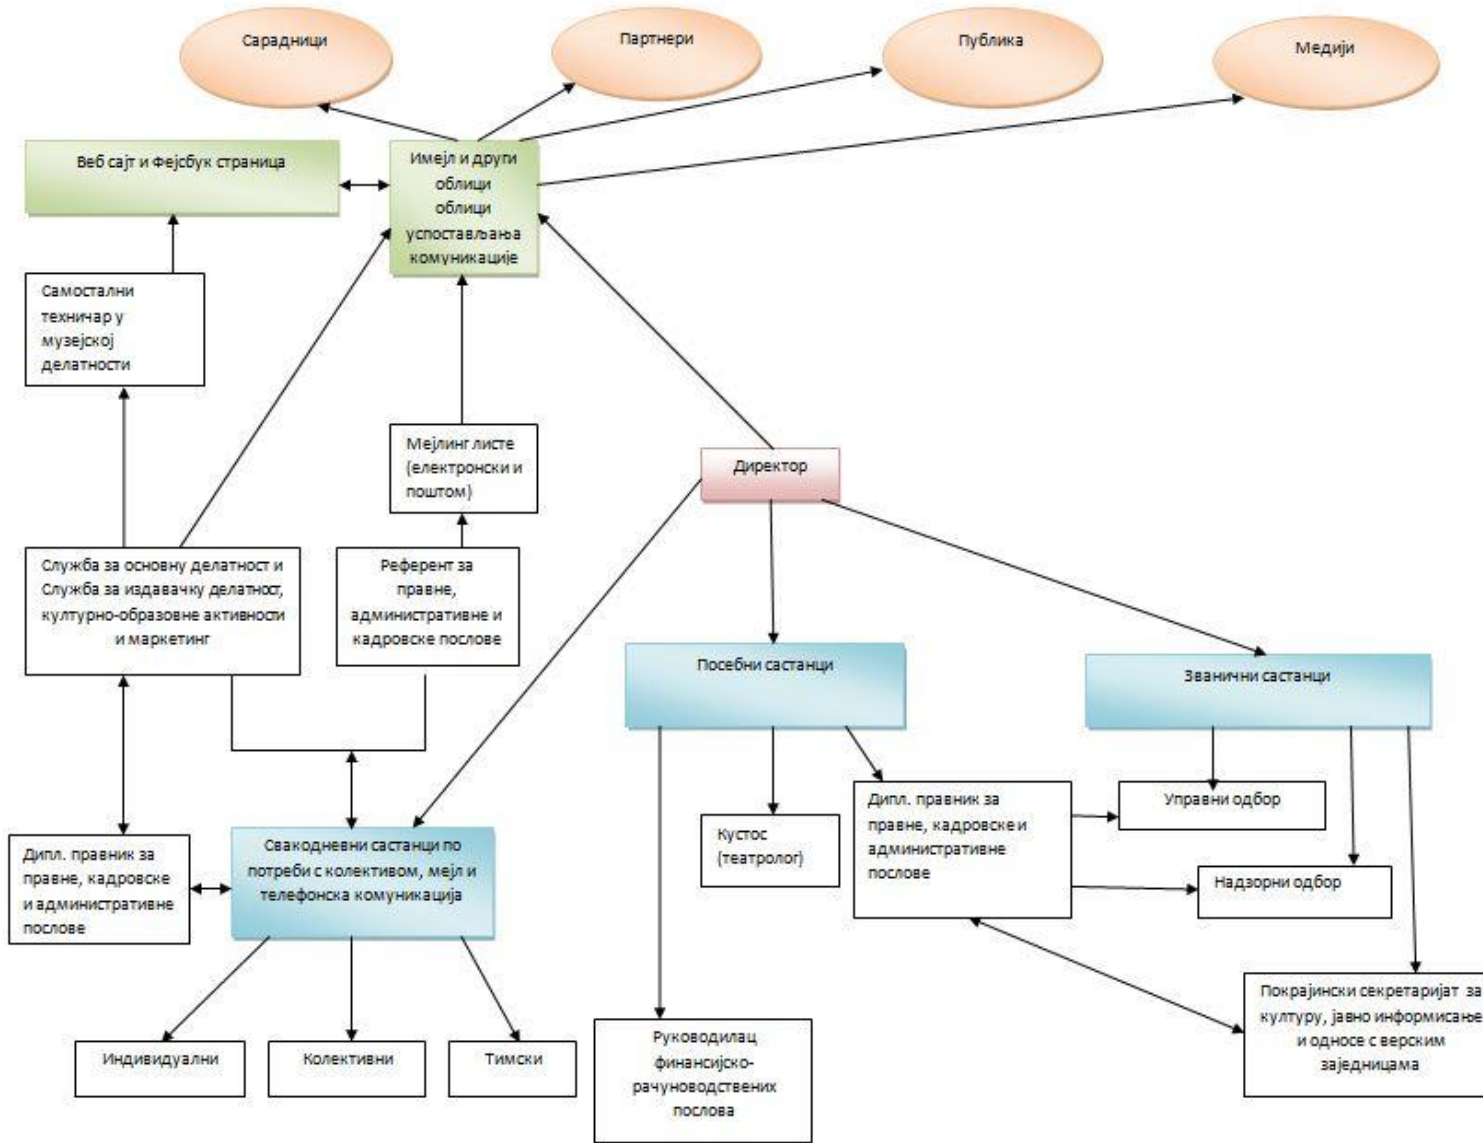 Сарадници
Партнери
Публика
Медији
Веб сајт и Фејсбук страница
Имејл и други
облици
облици
успостављања
комуникације
Самостални
техничар у
музејској
делатности
Мејлинг листе
(електронски и
поштом)
Директор
Служба за основну делатност и
Служба за издавачку делатност,
културно-образовне активности
и маркетинг
Референт за
правне,
административне и
кадровске послове
Посебни састанци
Званични састанци
Дипл. правник за
правне, кадровске
и административне
послове
Свакодневни састанци по
потреби с колективом, мејл и
телефонска комуникација
Кустос
(театролог)
Дипл. правник за
правне, кадровске и
административне
послове
Управни одбор
Надзорни одбор
Индивидуални
Колективни
Тимски
Руководилац
финансијско-
рачуноводствених
послова
Покрајински секретаријат за
културу, јавно информисање
и односе с верским
заједницама